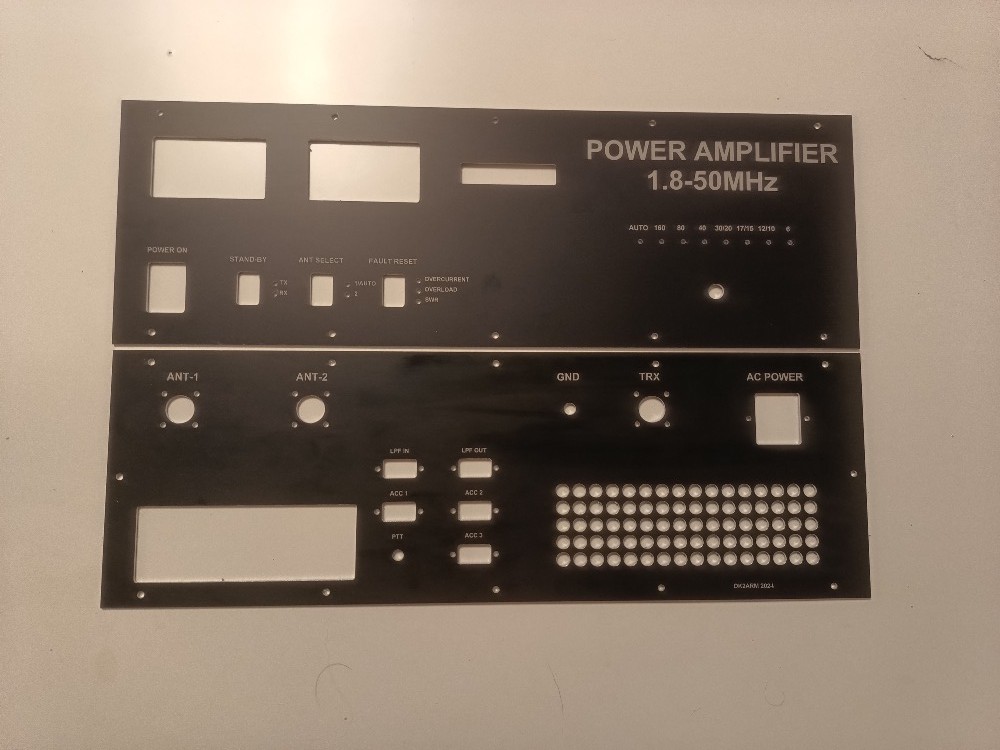 POWER AMPLIFIER
1.8-50MHz
AUTO 160 80 40 30/20 17/15 12/10 6
POWER ON
STAND-BY
TX
RX
ANT SELECT
1/AUTO
2
FAULT RESET
OVERCURRENT
OVERLOAD
SWR
ANT-1
ANT-2
GND
TRX
AC POWER
LPF IN
LPF OUT
ACC 1
ACC 2
PTT
ACC 3
DK2ARM 2024